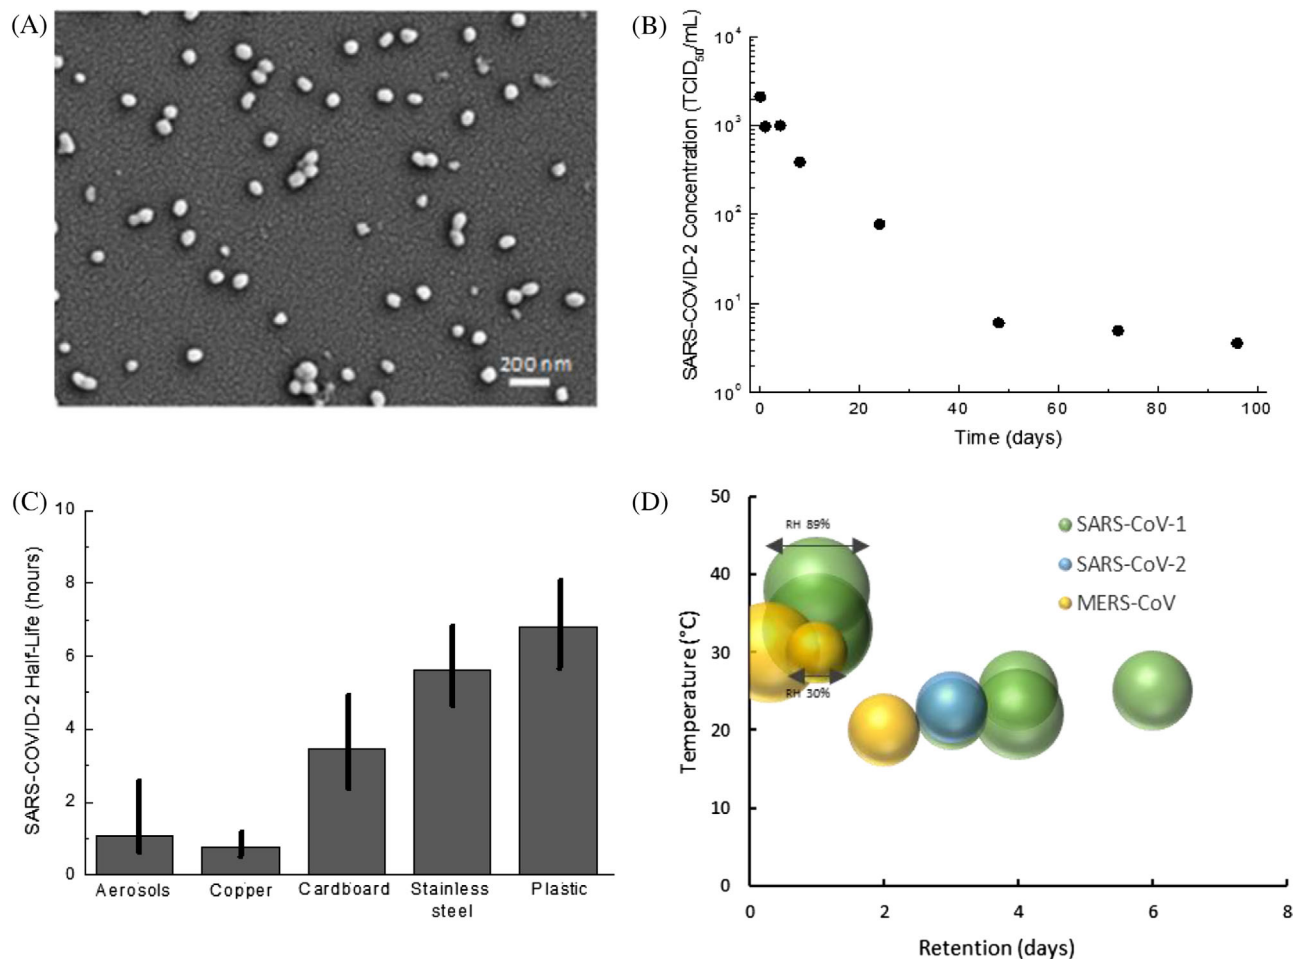 (A)
200 nm
(B)
SARS-COVID-2 Concentration (TCID50/mL)
10^4
10^3
10^2
10^1
10^0
0 20 40 60 80 100
Time (days)
(C)
SARS-COVID-2 Half-Life (hours)
10
8
6
4
2
0
Aerosols Copper Cardboard Stainless steel Plastic
(D)
Temperature (°C)
50
40
30
20
10
0
RH 89%
RH 30%
SARS-CoV-1
SARS-CoV-2
MERS-CoV
0 2 4 6 8
Retention (days)